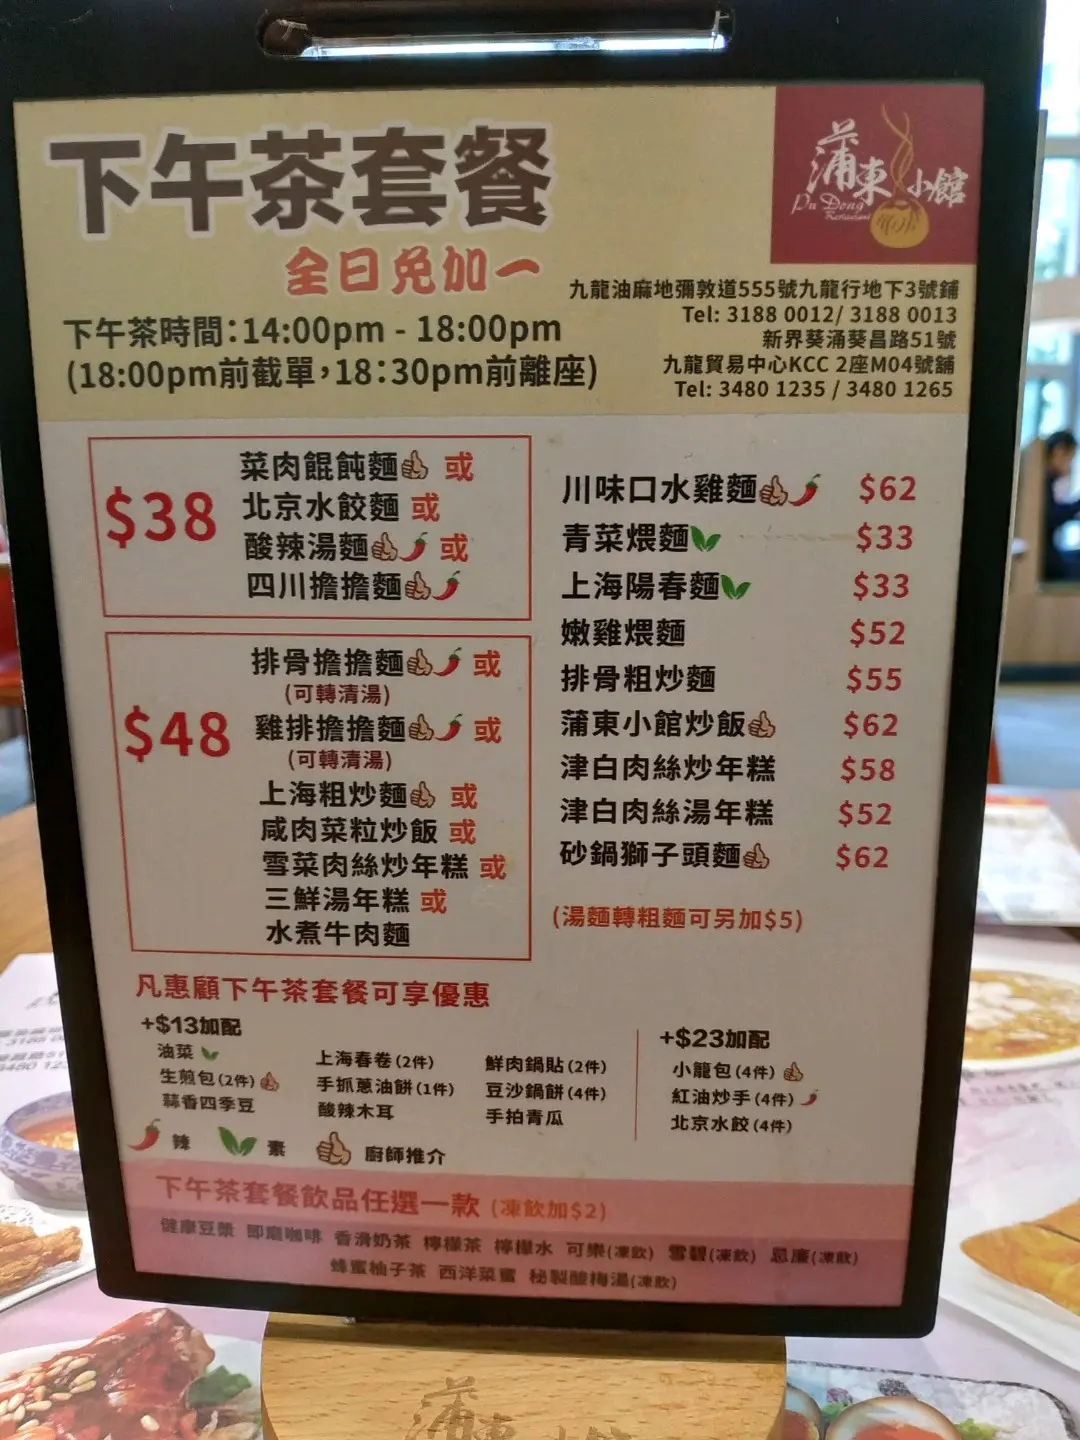 下午茶套餐
全日免加一
下午茶時間：14:00pm - 18:00pm
(18:00pm前截單，18：30pm前離座)
蒲東小館
Pu Dong
Restaurant
九龍油麻地彌敦道555號九龍行地下3號鋪
Tel: 3188 0012/ 3188 0013
新界葵涌葵昌路51號
九龍貿易中心KCC 2座M04號舖
Tel: 3480 1235 / 3480 1265
$38
菜肉餛飩麵 或
北京水餃麵 或
酸辣湯麵 或
四川擔擔麵
$48
排骨擔擔麵 或
(可轉清湯)
雞排擔擔麵 或
(可轉清湯)
上海粗炒麵 或
咸肉菜粒炒飯 或
雪菜肉絲炒年糕 或
三鮮湯年糕 或
水煮牛肉麵
川味口水雞麵 $62
青菜煨麵 $33
上海陽春麵 $33
嫩雞煨麵 $52
排骨粗炒麵 $55
蒲東小館炒飯 $62
津白肉絲炒年糕 $58
津白肉絲湯年糕 $52
砂鍋獅子頭麵 $62
(湯麵轉粗麵可另加$5)
凡惠顧下午茶套餐可享優惠
+$13加配
油菜
生煎包(2件)
蒜香四季豆
上海春卷(2件)
手抓蔥油餅(1件)
酸辣木耳
鮮肉鍋貼(2件)
豆沙鍋餅(4件)
手拍青瓜
+$23加配
小籠包(4件)
紅油炒手(4件)
北京水餃(4件)
辣 素 廚師推介
下午茶套餐飲品任選一款 (凍飲加$2)
健康豆漿 即磨咖啡 香滑奶茶 檸檬茶 檸檬水 可樂(凍飲) 雪碧(凍飲) 忌廉(凍飲)
蜂蜜柚子茶 西洋菜蜜 秘製酸梅湯(凍飲)
蒲東小館